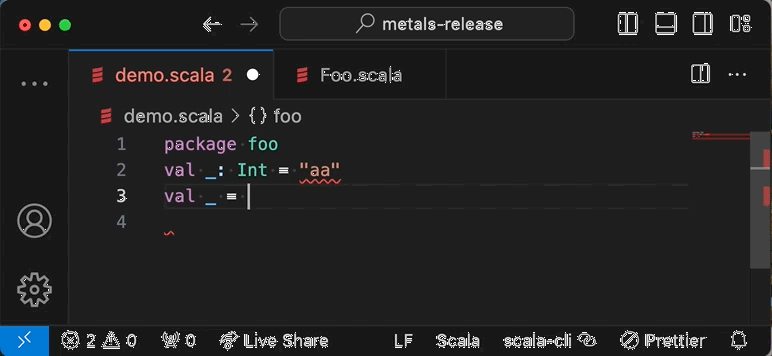 metals-release
demo.scala 2
Foo.scala
demo.scala > {} foo
1 package foo
2 val _: Int = "aa"
3 val _ =
4
2 0 0 Live Share LF Scala scala-cli Prettier